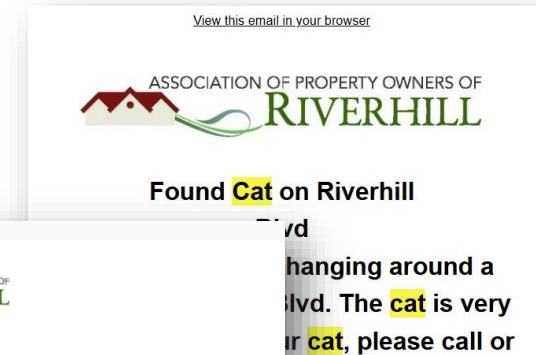 View this email in your browser
ASSOCIATION OF PROPERTY OWNERS OF
RIVERHILL
Found Cat on Riverhill
hanging around a
Blvd. The cat is very
cat, please call or